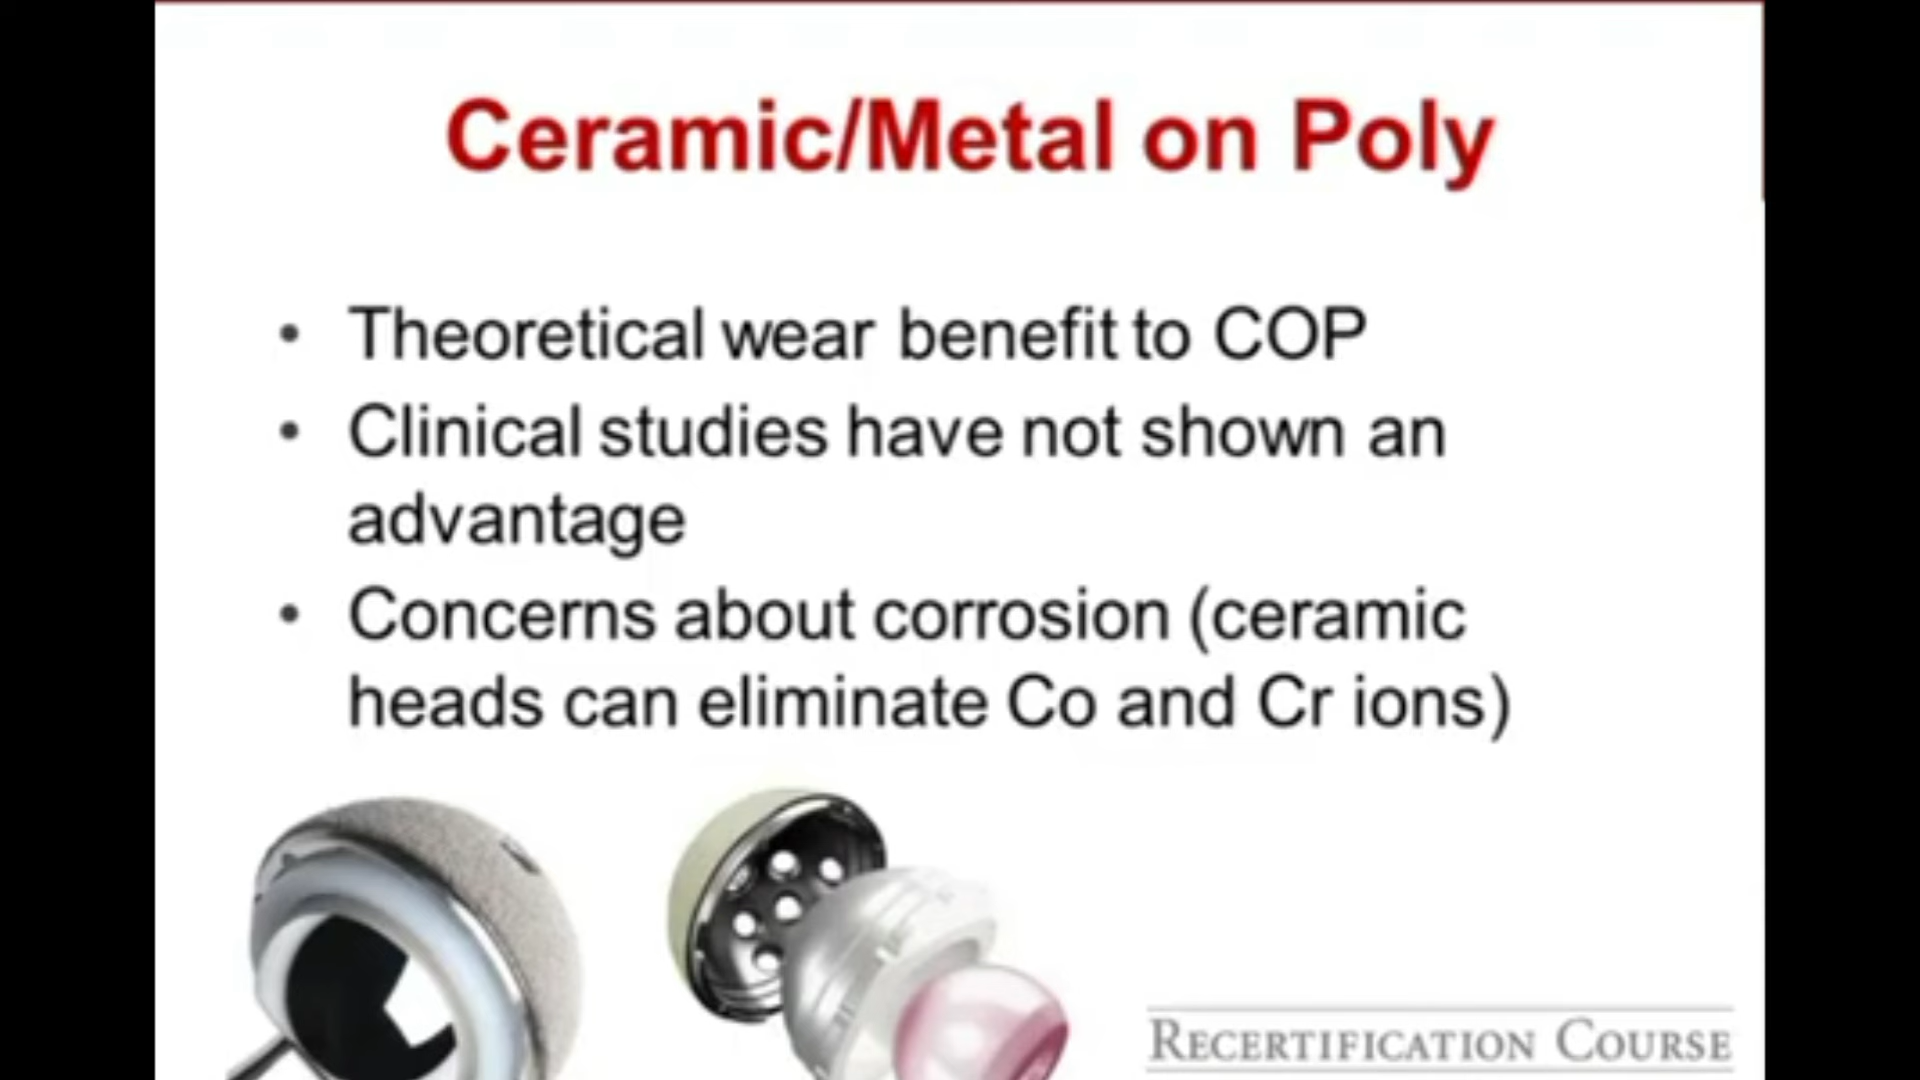 Ceramic/Metal on Poly
• Theoretical wear benefit to COP
• Clinical studies have not shown an
advantage
• Concerns about corrosion (ceramic
heads can eliminate Co and Cr ions)
RECERTIFICATION COURSE